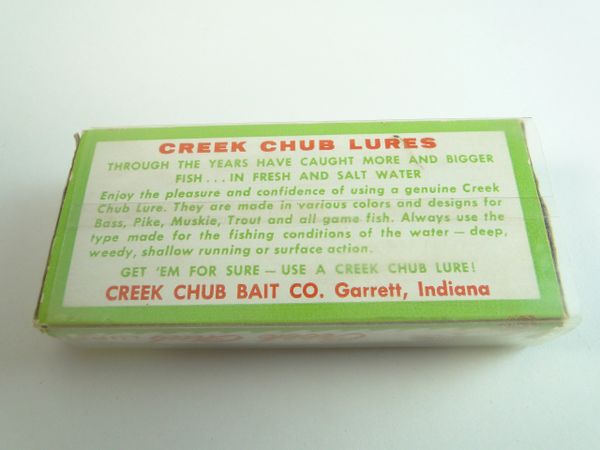 CREEK CHUB LURES
THROUGH THE YEARS HAVE CAUGHT MORE AND BIGGER
FISH... IN FRESH AND SALT WATER
Enjoy the pleasure and confidence of using a genuine Creek
Chub Lure. They are made in various colors and designs for
Bass, Pike, Muskie, Trout and all game fish. Always use the
type made for the fishing conditions of the water — deep,
weedy, shallow running or surface action.
GET 'EM FOR SURE — USE A CREEK CHUB LURE!
CREEK CHUB BAIT CO. Garrett, Indiana
Creek Chub